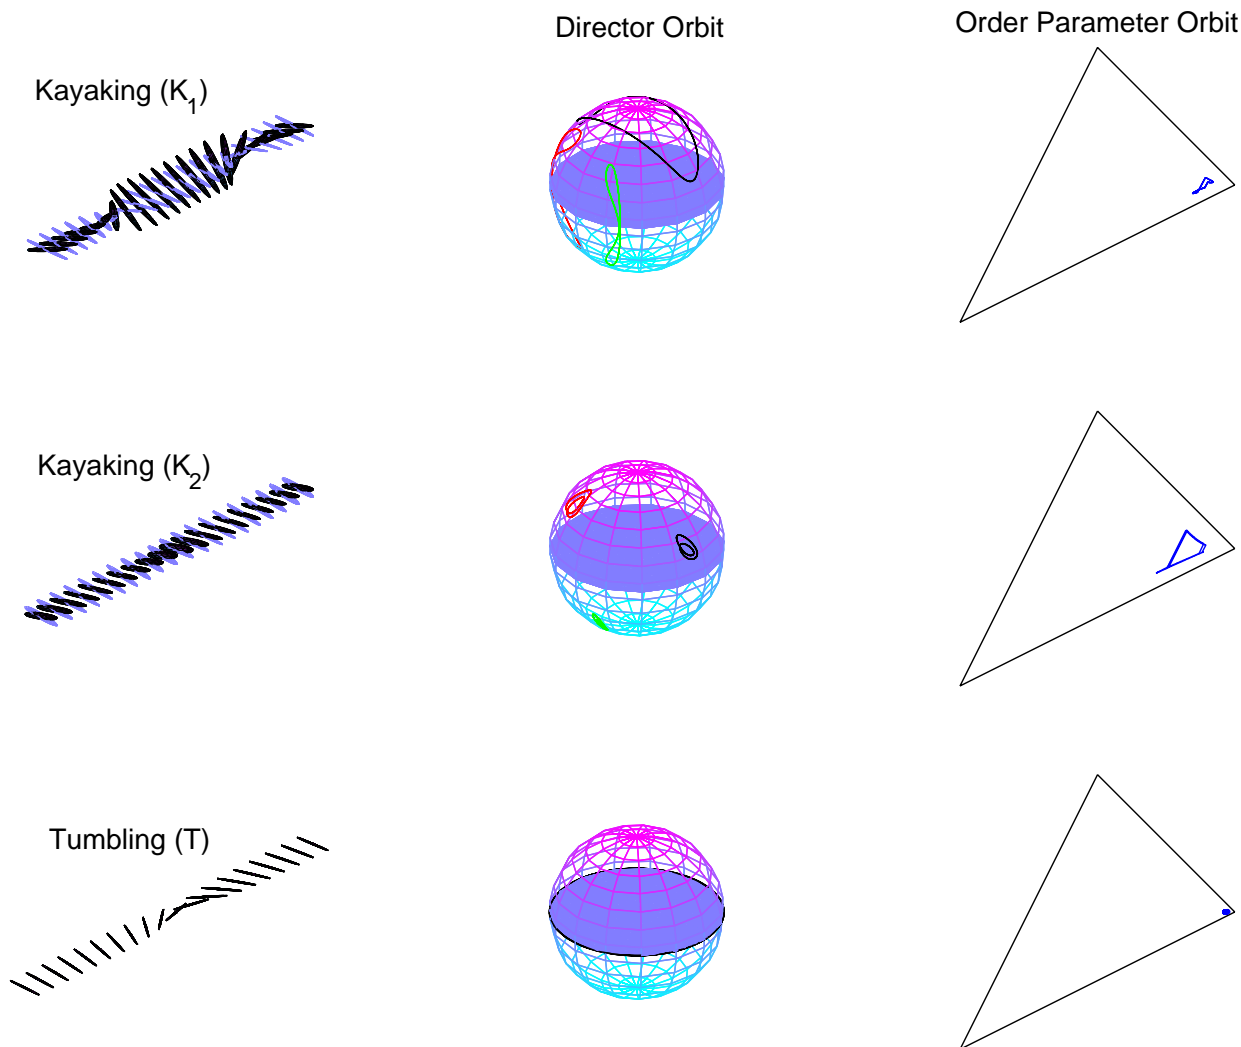 Director Orbit
Order Parameter Orbit
Kayaking (K₁)
Kayaking (K₂)
Tumbling (T)